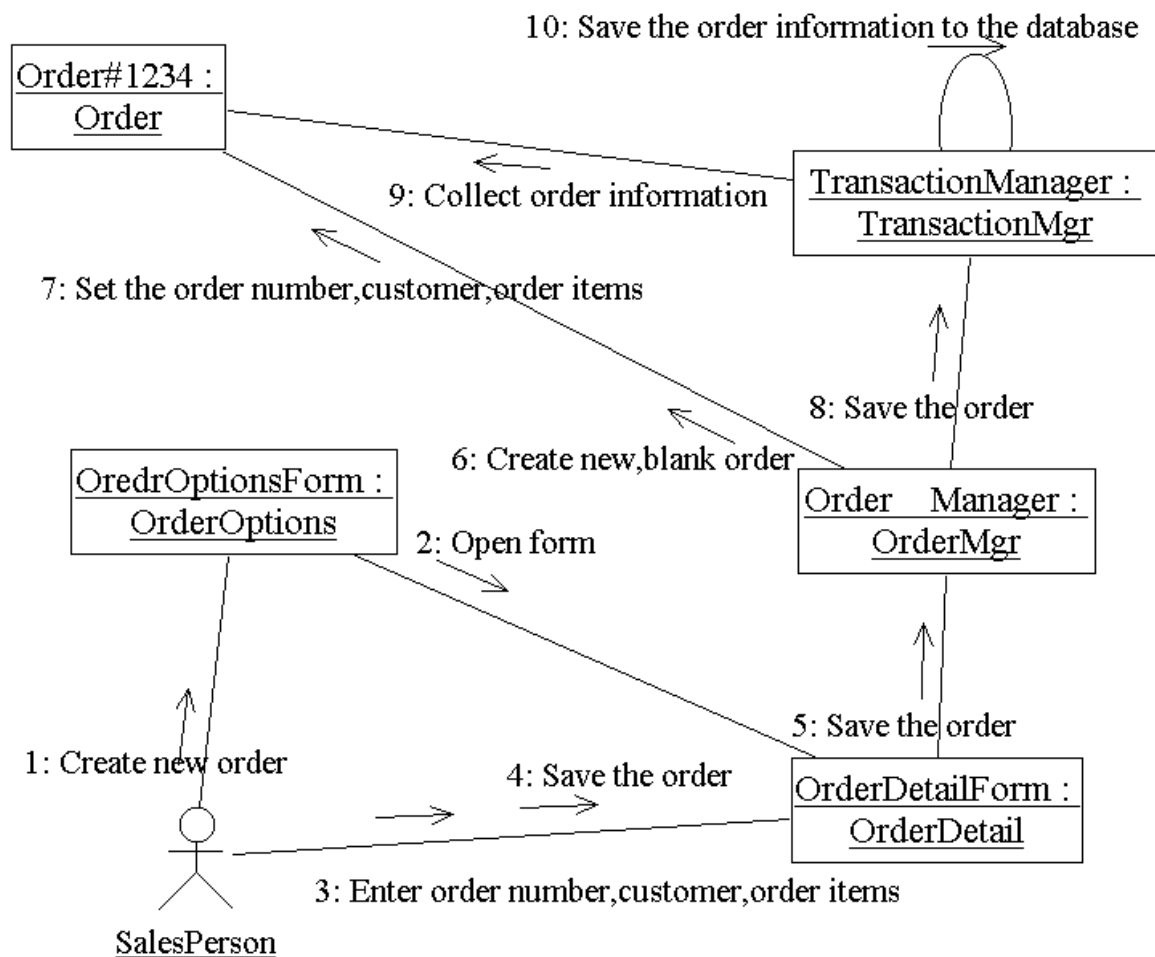 10: Save the order information to the database
Order#1234 :
Order
TransactionManager :
TransactionMgr
9: Collect order information
7: Set the order number,customer,order items
8: Save the order
6: Create new,blank order
OredrOptionsForm :
OrderOptions
Order Manager :
OrderMgr
2: Open form
5: Save the order
1: Create new order
4: Save the order
OrderDetailForm :
OrderDetail
3: Enter order number,customer,order items
SalesPerson